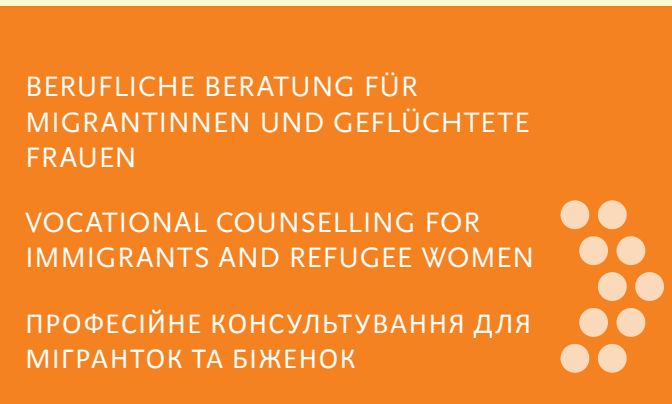 BERUFLICHE BERATUNG FÜR
MIGRANTINNEN UND GEFLÜCHTETE
FRAUEN
VOCATIONAL COUNSELLING FOR
IMMIGRANTS AND REFUGEE WOMEN
ПРОФЕСІЙНЕ КОНСУЛЬТУВАННЯ ДЛЯ
МІГРАНТОК ТА БІЖЕНОК